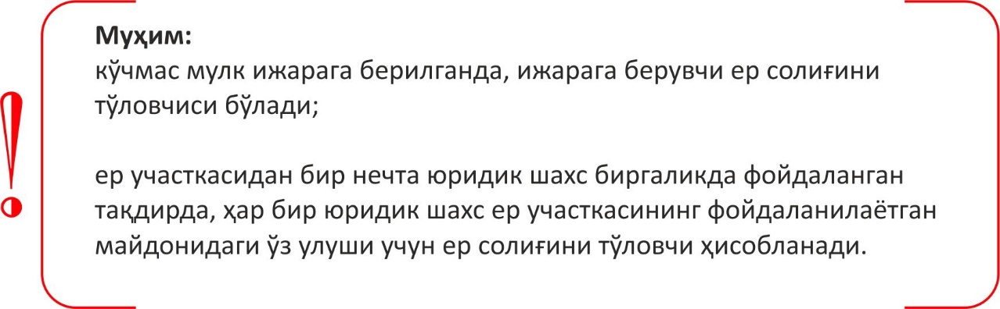 Муҳим:
кўчмас мулк ижарага берилганда, ижарага берувчи ер солиғини
тўловчиси бўлади;
ер участкасидан бир нечта юридик шахс биргаликда фойдаланган
тақдирда, ҳар бир юридик шахс ер участкасининг фойдаланилаётган
майдонидаги ўз улуши учун ер солиғини тўловчи ҳисобланади.